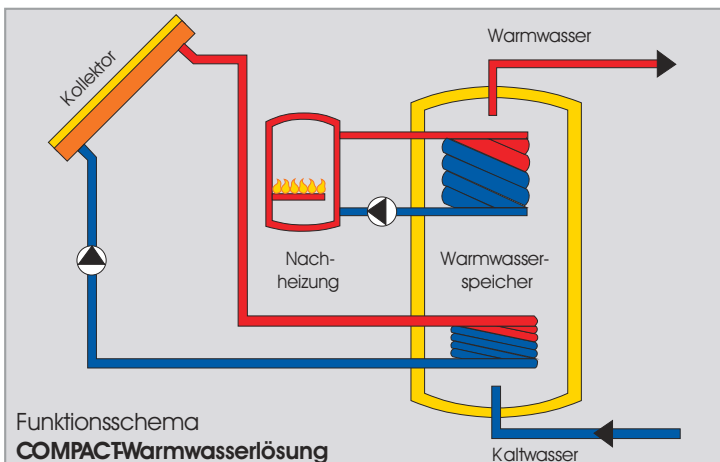 Warmwasser
Kollektor
Nach-
heizung
Warmwasser-
speicher
Funktionsschema
COMPACT-Warmwasserlösung
Kaltwasser